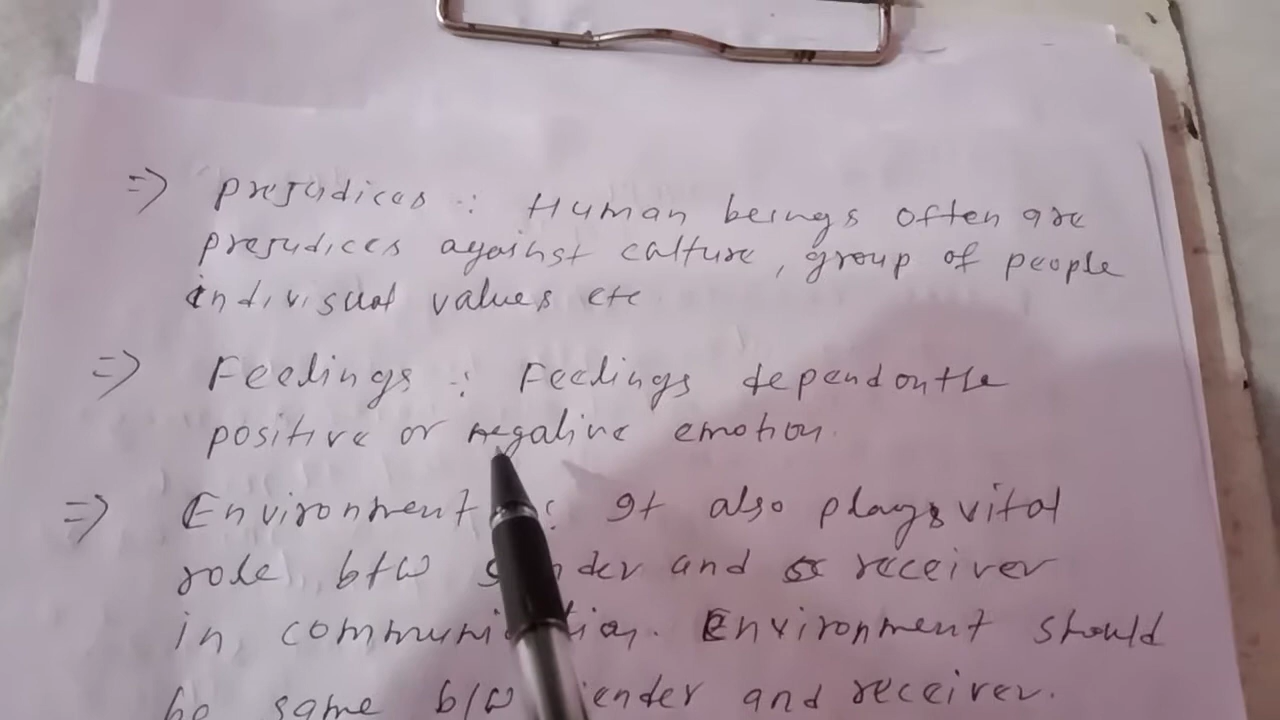 => Prejudices : Human beings often are
prejudices against culture, group of people
indivisual values etc
=> Feelings : Feelings depend on the
positive or negative emotion.
=> Environment : It also plays vital
role btw sender and receiver
in communication. Environment should
be same b/w sender and receiver.